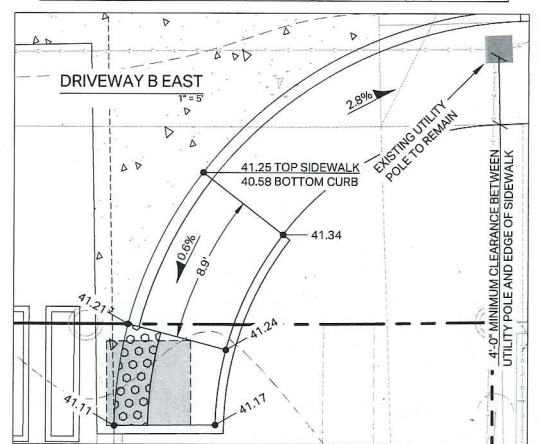 DRIVEWAY B EAST
1" = 5'
2.8%
EXISTING UTILITY
POLE TO REMAIN
41.25 TOP SIDEWALK
40.58 BOTTOM CURB
4'-0" MINIMUM CLEARANCE BETWEEN
UTILITY POLE AND EDGE OF SIDEWALK
41.34
0.6%
8.9'
41.21
41.24
41.11
41.17